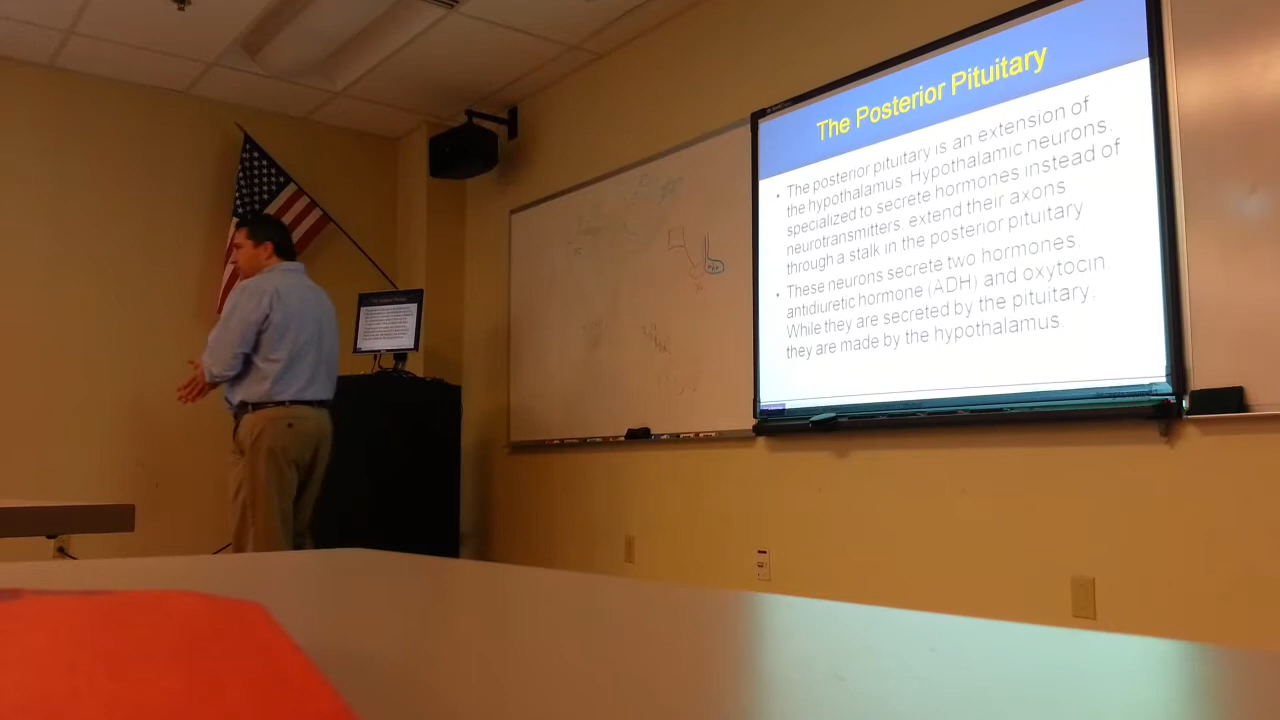 The Posterior Pituitary
• The posterior pituitary is an extension of
the hypothalamus. Hypothalamic neurons,
specialized to secrete hormones instead of
neurotransmitters, extend their axons
through a stalk in the posterior pituitary
• These neurons secrete two hormones,
antidiuretic hormone (ADH) and oxytocin
While they are secreted by the pituitary,
they are made by the hypothalamus